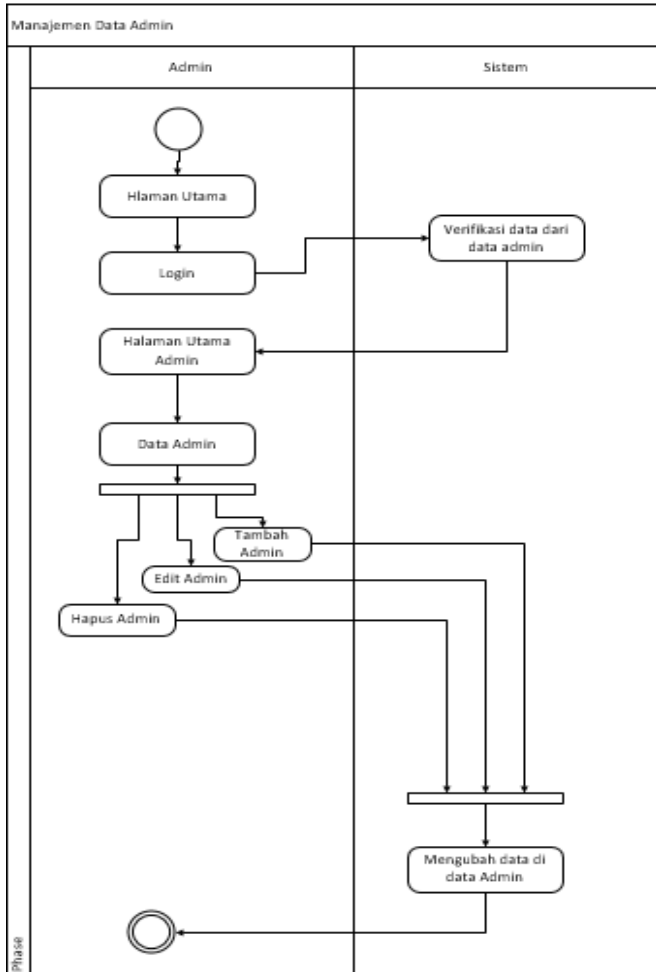 Manajemen Data Admin
Admin
Sistem
Hlaman Utama
Verifikasi data dari
data admin
Login
Halaman Utama
Admin
Data Admin
Tambah
Admin
Edit Admin
Hapus Admin
Mengubah data di
data Admin
Phase